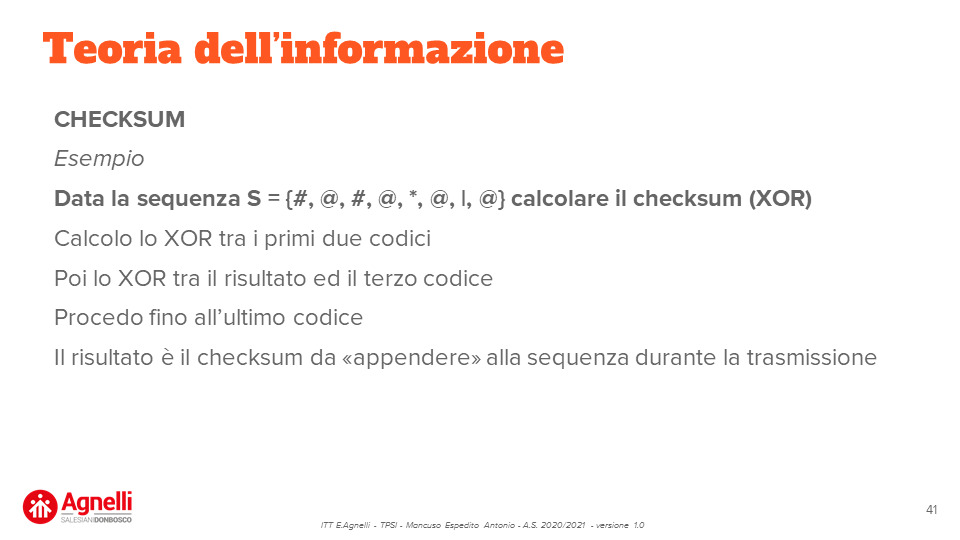 Teoria dell’informazione
CHECKSUM
Esempio
Data la sequenza S = {#, @, #, @, *, @, |, @} calcolare il checksum (XOR)
Calcolo lo XOR tra i primi due codici
Poi lo XOR tra il risultato ed il terzo codice
Procedo fino all’ultimo codice
Il risultato è il checksum da «appendere» alla sequenza durante la trasmissione
Agnelli
SALESIANIDONBOSCO
ITT E.Agnelli - TPSI - Mancuso Espedito Antonio - A.S. 2020/2021 - versione 1.0
41